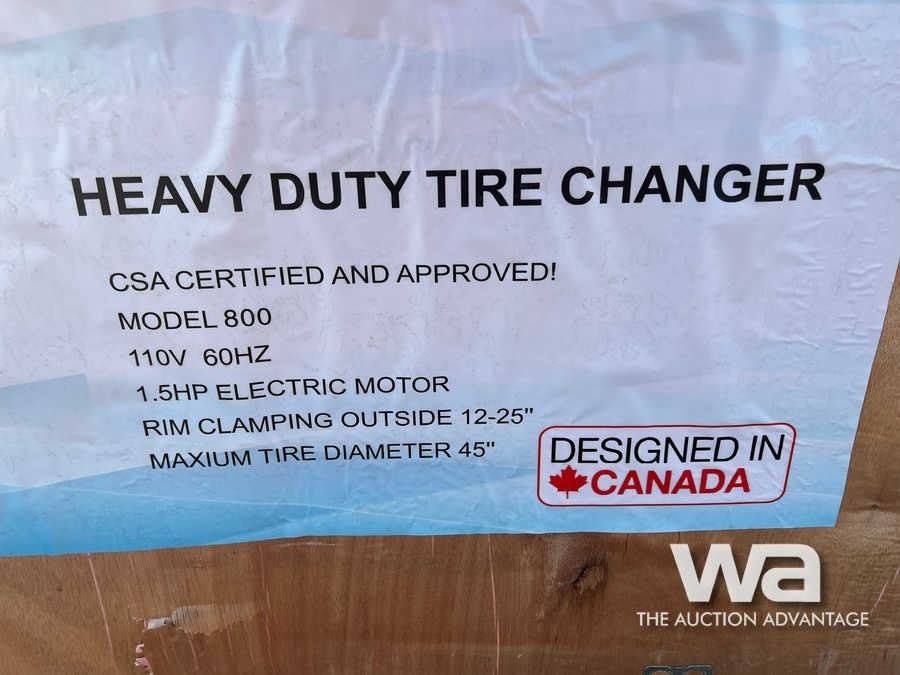 HEAVY DUTY TIRE CHANGER
CSA CERTIFIED AND APPROVED!
MODEL 800
110V 60HZ
1.5HP ELECTRIC MOTOR
RIM CLAMPING OUTSIDE 12-25"
MAXIUM TIRE DIAMETER 45"
DESIGNED IN
CANADA
wa
THE AUCTION ADVANTAGE